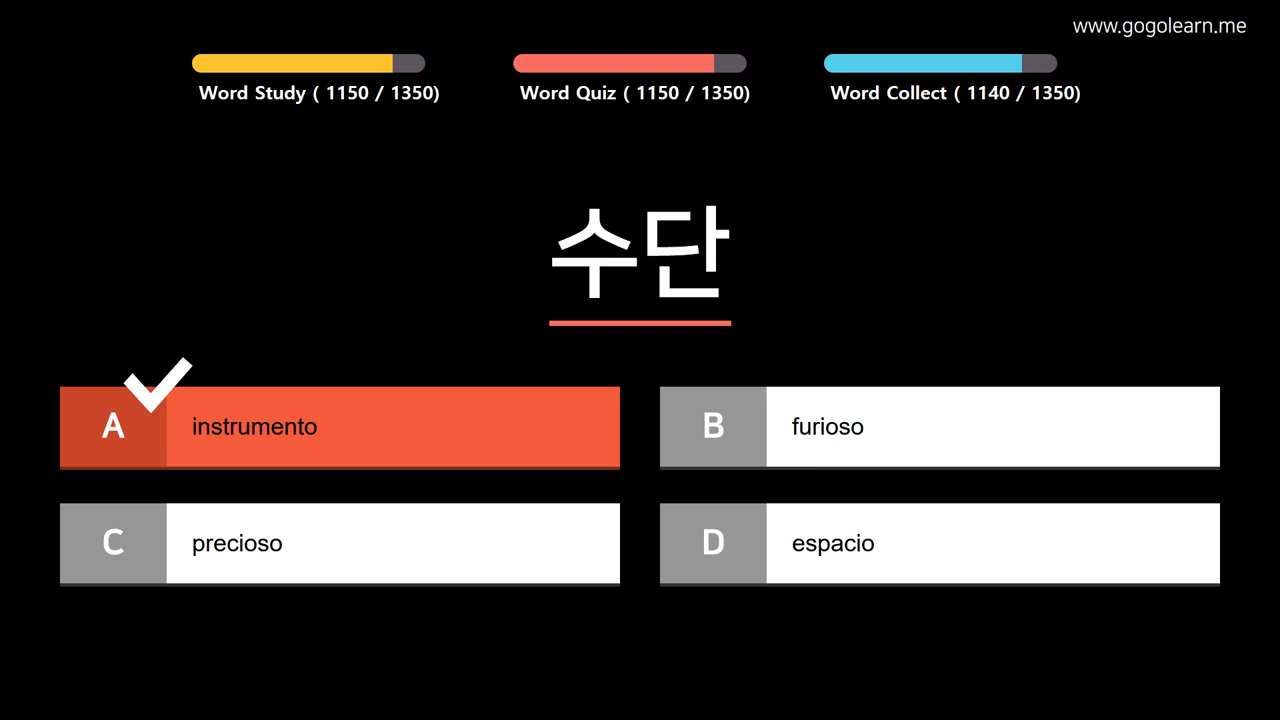 www.gogolearn.me
Word Study ( 1150 / 1350)
Word Quiz ( 1150 / 1350)
Word Collect ( 1140 / 1350)
수단
A instrumento
B furioso
C precioso
D espacio